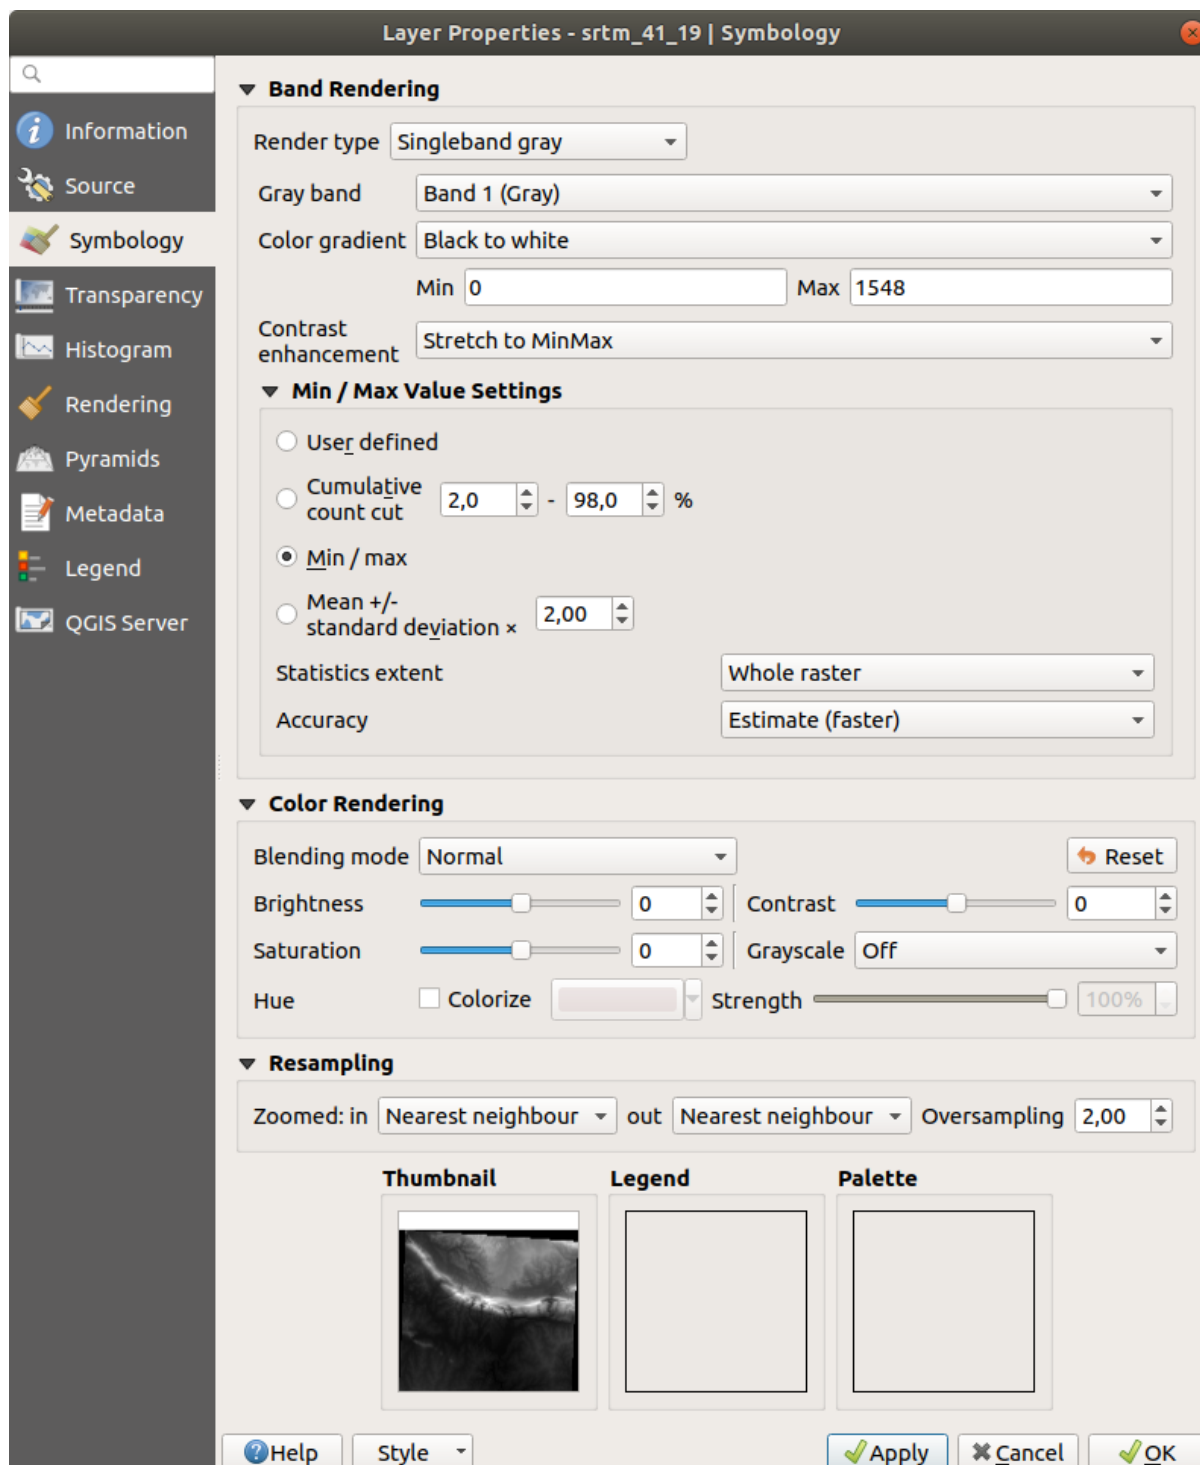 Layer Properties - srtm_41_19 | Symbology
Information
Source
Symbology
Transparency
Histogram
Rendering
Pyramids
Metadata
Legend
QGIS Server
Band Rendering
Render type Singleband gray
Gray band Band 1 (Gray)
Color gradient Black to white
Min 0 Max 1548
Contrast
enhancement Stretch to MinMax
Min / Max Value Settings
User defined
Cumulative
count cut 2,0 - 98,0 %
Min / max
Mean +/-
standard deviation × 2,00
Statistics extent Whole raster
Accuracy Estimate (faster)
Color Rendering
Blending mode Normal Reset
Brightness 0 Contrast 0
Saturation 0 Grayscale Off
Hue Colorize Strength 100%
Resampling
Zoomed: in Nearest neighbour out Nearest neighbour Oversampling 2,00
Thumbnail Legend Palette
Help Style Apply Cancel OK